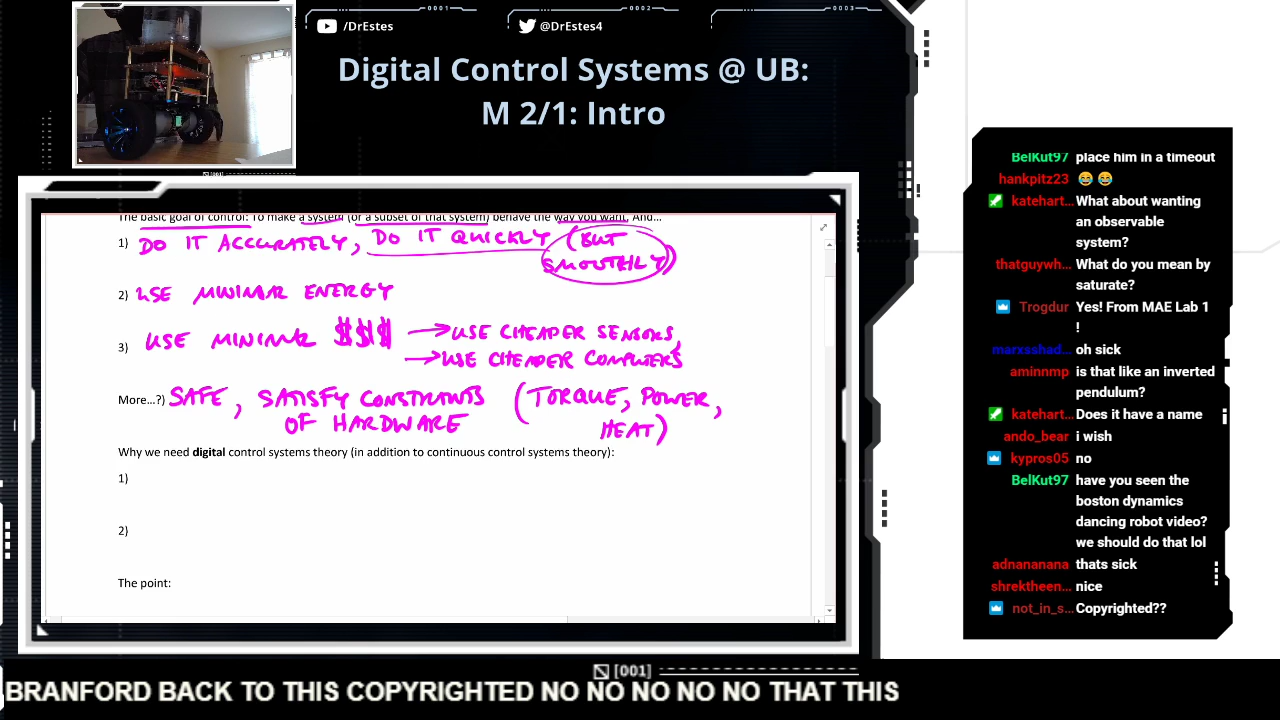 0001
0002
0003
/DrEstes
@DrEstes4
Digital Control Systems @ UB:
M 2/1: Intro
[001]
The basic goal of control: To make a system (or a subset of that system) behave the way you want. And...
1) DO IT ACCURATELY, DO IT QUICKLY (BUT
SMOOTHLY)
2) USE MINIMAL ENERGY
3) USE MINIMAL $$$ → USE CHEAPER SENSORS,
→ USE CHEAPER COMPUTERS
More...?) SAFE, SATISFY CONSTRAINTS (TORQUE, POWER,
OF HARDWARE HEAT)
Why we need digital control systems theory (in addition to continuous control systems theory):
1)
2)
The point:
BelKut97 place him in a timeout
hankpitz23 😂 😂
katehart... What about wanting
an observable
system?
thatguywh... What do you mean by
saturate?
Trogdur Yes! From MAE Lab 1
!
marxsshad... oh sick
aminnmp is that like an inverted
pendulum?
katehart... Does it have a name
ando_bear i wish
kypros05 no
BelKut97 have you seen the
boston dynamics
dancing robot video?
we should do that lol
adnananana thats sick
shrektheen... nice
not_in_s... Copyrighted??
[001]
BRANFORD BACK TO THIS COPYRIGHTED NO NO NO NO NO THAT THIS